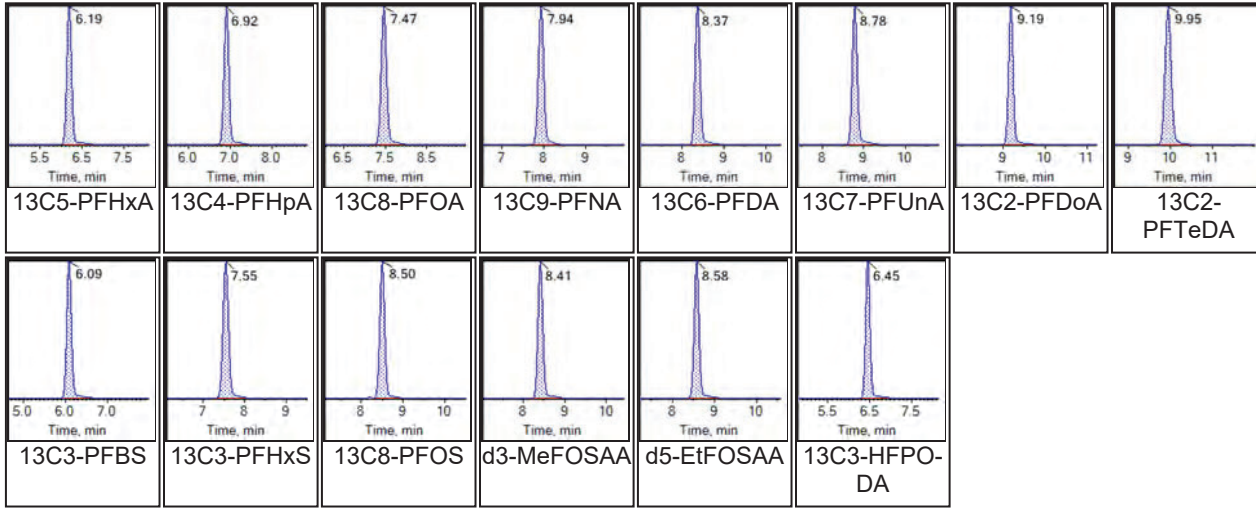 6.19 6.92 7.47 7.94 8.37 8.78 9.19 9.95
5.5 6.5 7.5 6.0 7.0 8.0 6.5 7.5 8.5 7 8 9 8 9 10 8 9 10 9 10 11 9 10 11
Time, min Time, min Time, min Time, min Time, min Time, min Time, min Time, min
13C5-PFHxA 13C4-PFHpA 13C8-PFOA 13C9-PFNA 13C6-PFDA 13C7-PFUnA 13C2-PFDoA 13C2-
PFTeDA
6.09 7.55 8.50 8.41 8.58 6.45
5.0 6.0 7.0 7 8 9 8 9 10 8 9 10 8 9 10 5.5 6.5 7.5
Time, min Time, min Time, min Time, min Time, min Time, min
13C3-PFBS 13C3-PFHxS 13C8-PFOS d3-MeFOSAA d5-EtFOSAA 13C3-HFPO-
DA